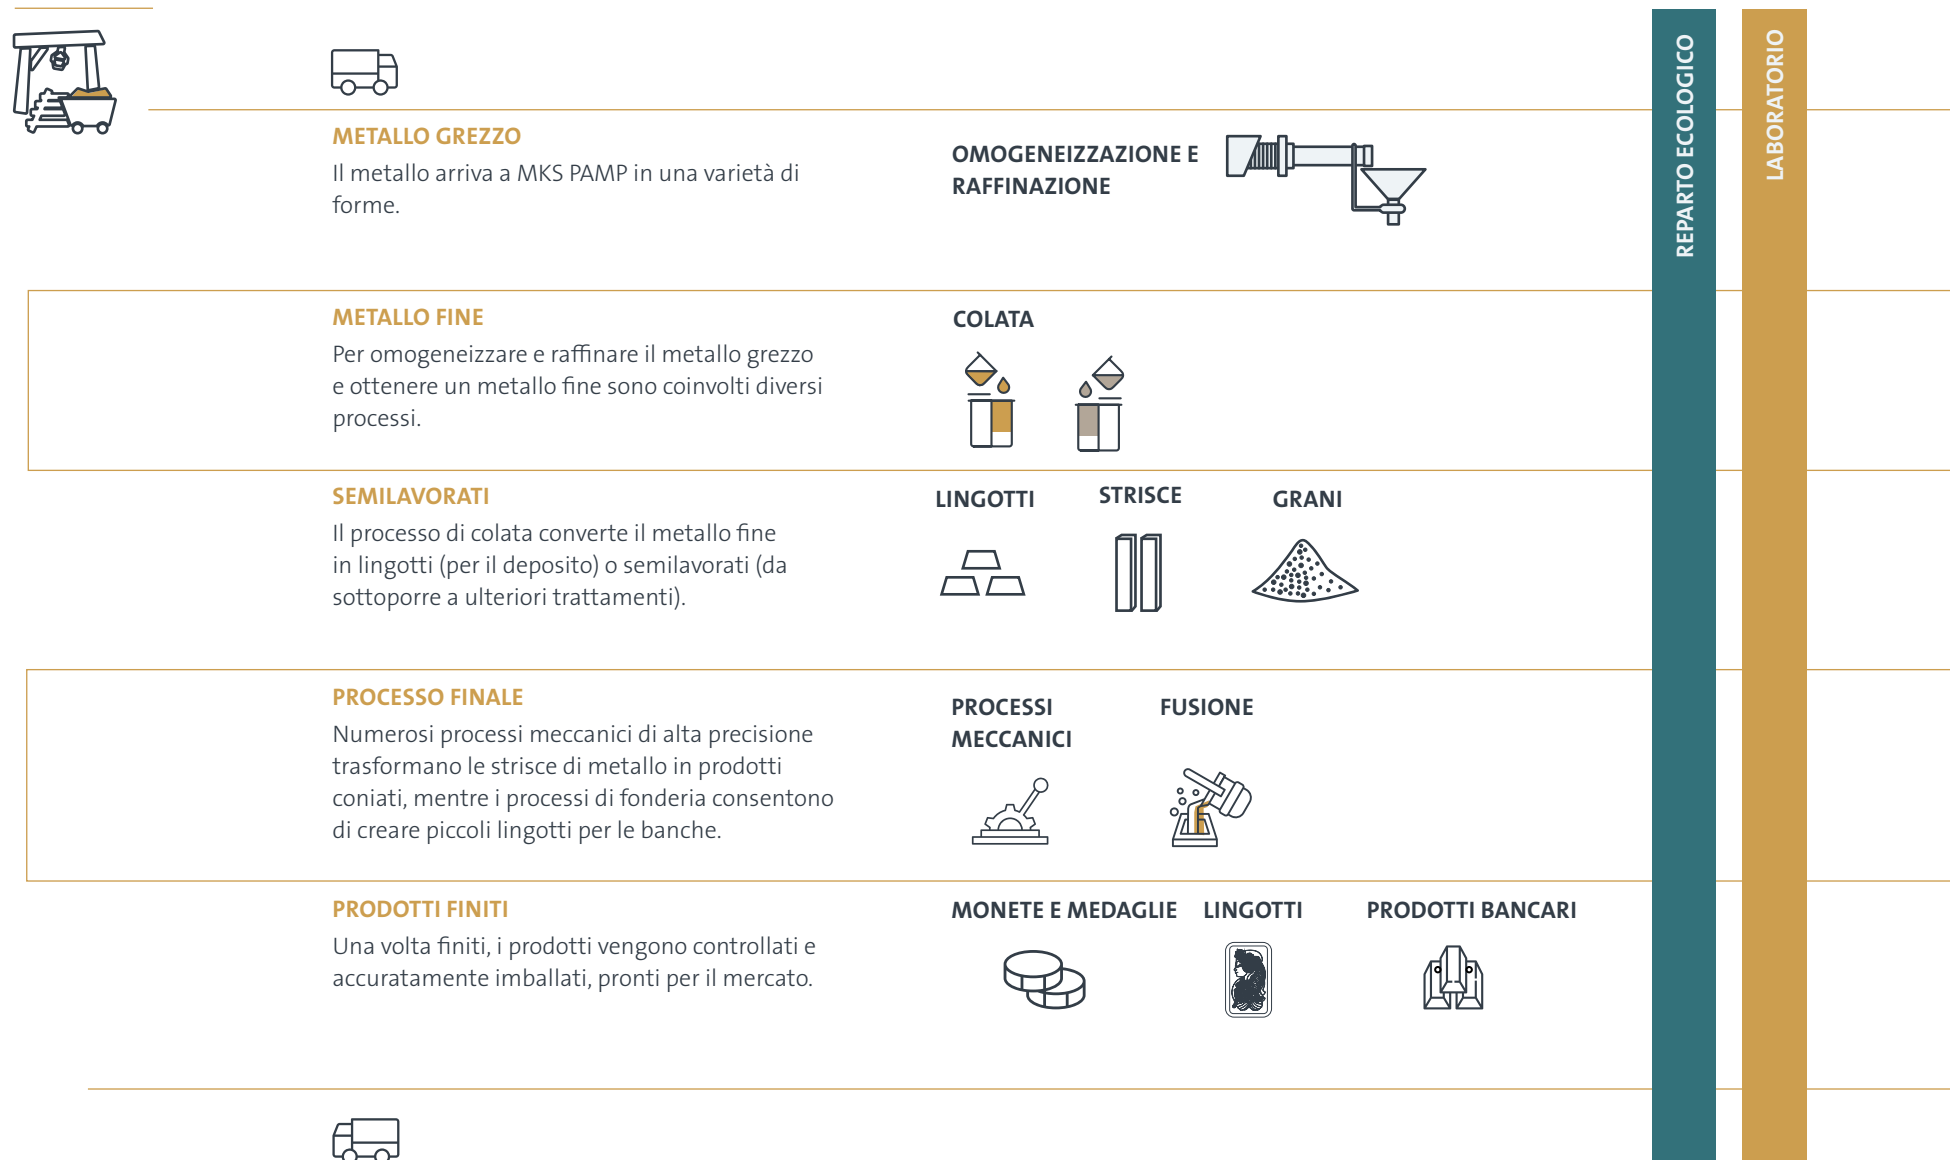 REPARTO ECOLOGICO
LABORATORIO
METALLO GREZZO
Il metallo arriva a MKS PAMP in una varietà di
forme.
OMOGENEIZZAZIONE E
RAFFINAZIONE
METALLO FINE
Per omogeneizzare e raffinare il metallo grezzo
e ottenere un metallo fine sono coinvolti diversi
processi.
COLATA
SEMILAVORATI
Il processo di colata converte il metallo fine
in lingotti (per il deposito) o semilavorati (da
sottoporre a ulteriori trattamenti).
LINGOTTI
STRISCE
GRANI
PROCESSO FINALE
Numerosi processi meccanici di alta precisione
trasformano le strisce di metallo in prodotti
coniati, mentre i processi di fonderia consentono
di creare piccoli lingotti per le banche.
PROCESSI
MECCANICI
FUSIONE
PRODOTTI FINITI
Una volta finiti, i prodotti vengono controllati e
accuratamente imballati, pronti per il mercato.
MONETE E MEDAGLIE
LINGOTTI
PRODOTTI BANCARI